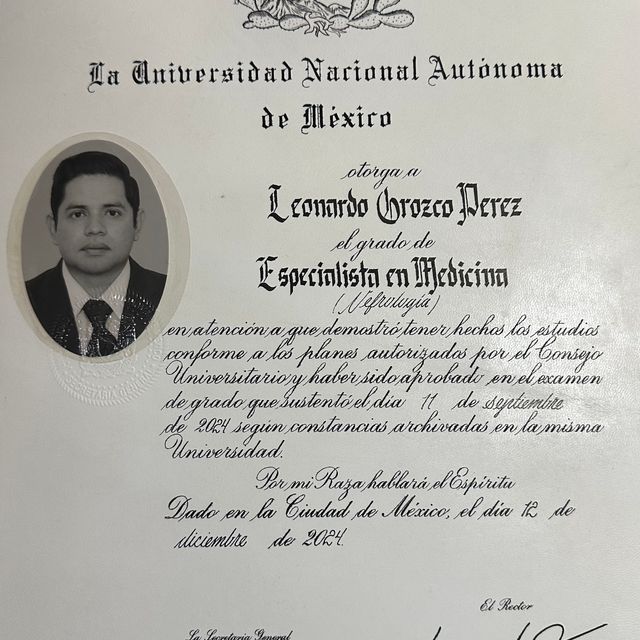 La Universidad Nacional Autónoma
de México
otorga a
Leonardo Orozco Perez
el grado de
Especialista en Medicina
(Nefrología)
en atención a que demostró tener hechos los estudios
conforme a los planes autorizados por el Consejo
Universitario y haber sido aprobado en el examen
de grado que sustentó el día 11 de septiembre
de 2024 según constancias archivadas en la misma
Universidad.
Por mi Raza hablará el Espíritu
Dado en la Ciudad de México, el día 12 de
diciembre de 2024.
El Rector
La Secretaria General